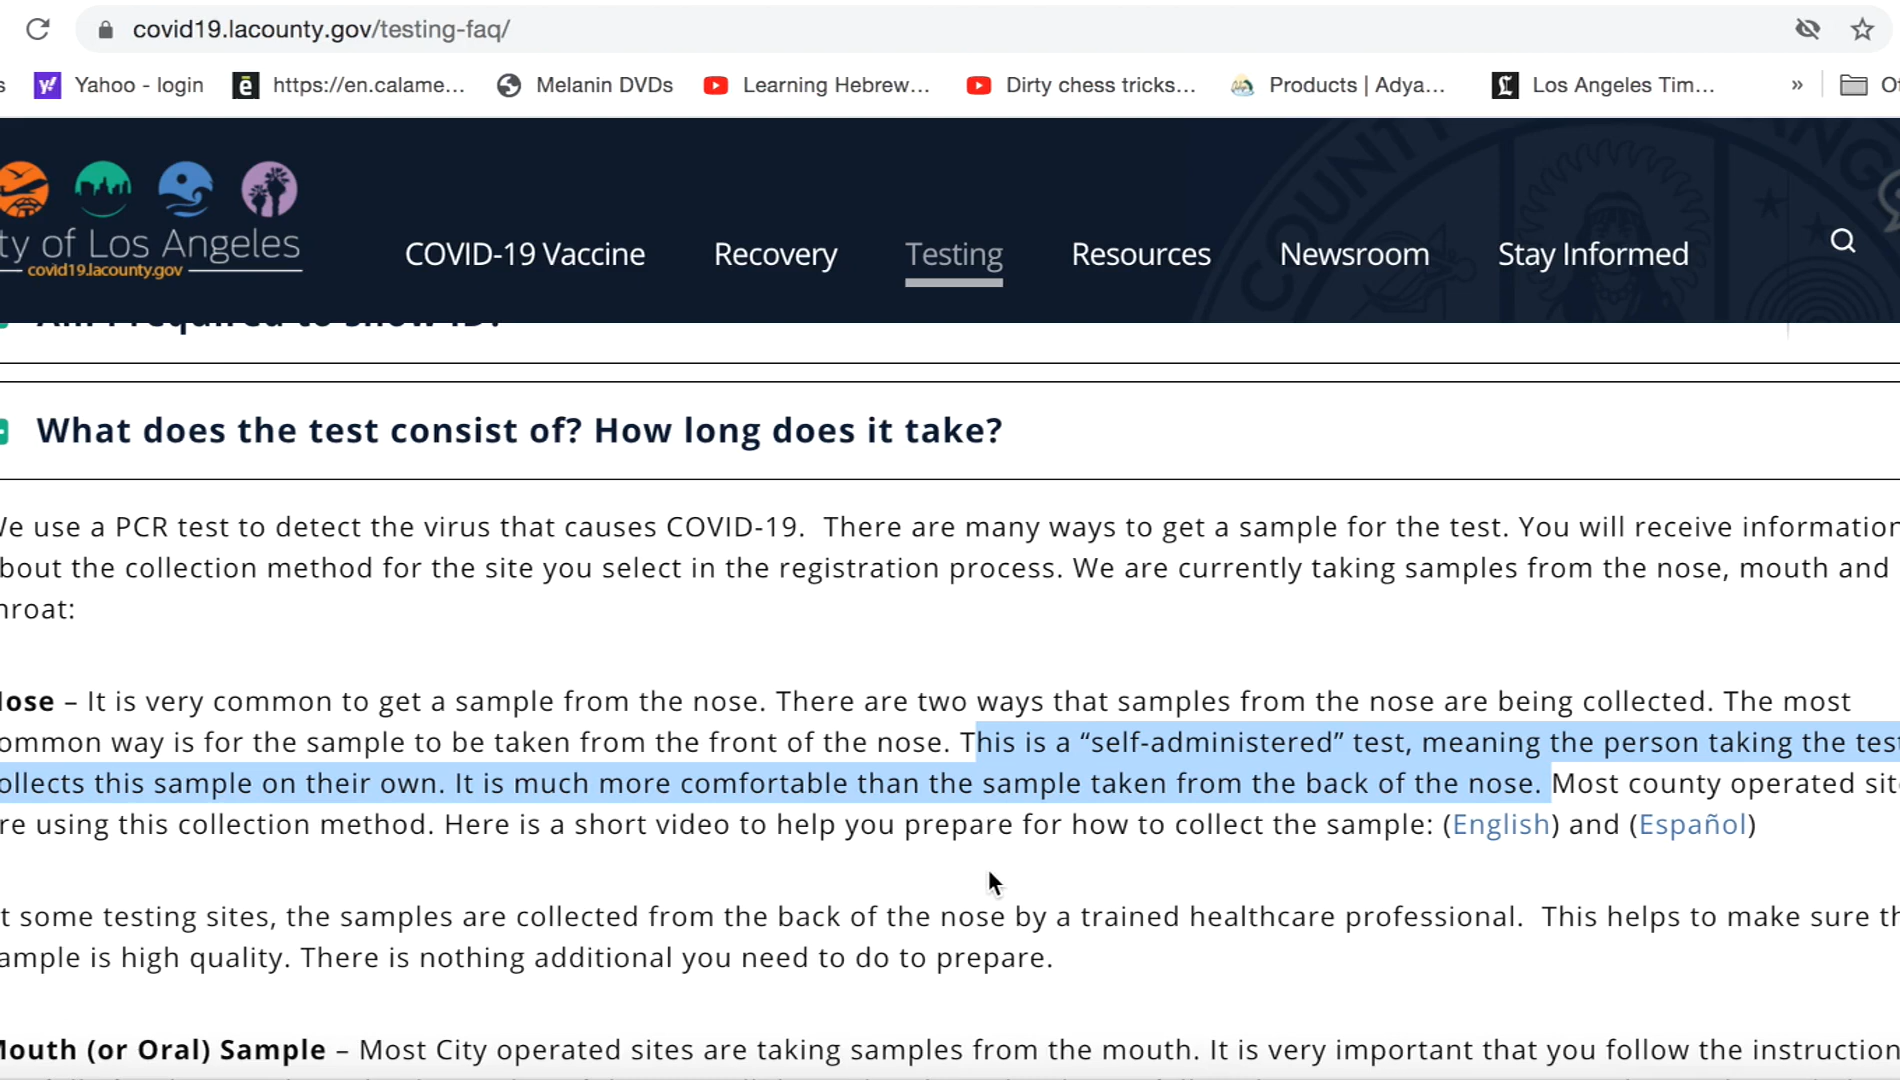 covid19.lacounty.gov/testing-faq/
s Yahoo - login https://en.calame... Melanin DVDs Learning Hebrew... Dirty chess tricks... Products | Adya... Los Angeles Tim... » Ot
ty of Los Angeles
covid19.lacounty.gov
COVID-19 Vaccine Recovery Testing Resources Newsroom Stay Informed
COUNTY
Am I required to show ID?
What does the test consist of? How long does it take?
We use a PCR test to detect the virus that causes COVID-19. There are many ways to get a sample for the test. You will receive information
bout the collection method for the site you select in the registration process. We are currently taking samples from the nose, mouth and
hroat:
Nose – It is very common to get a sample from the nose. There are two ways that samples from the nose are being collected. The most
ommon way is for the sample to be taken from the front of the nose. This is a “self-administered” test, meaning the person taking the test
ollects this sample on their own. It is much more comfortable than the sample taken from the back of the nose. Most county operated site
re using this collection method. Here is a short video to help you prepare for how to collect the sample: (English) and (Español)
t some testing sites, the samples are collected from the back of the nose by a trained healthcare professional. This helps to make sure th
ample is high quality. There is nothing additional you need to do to prepare.
Mouth (or Oral) Sample – Most City operated sites are taking samples from the mouth. It is very important that you follow the instruction